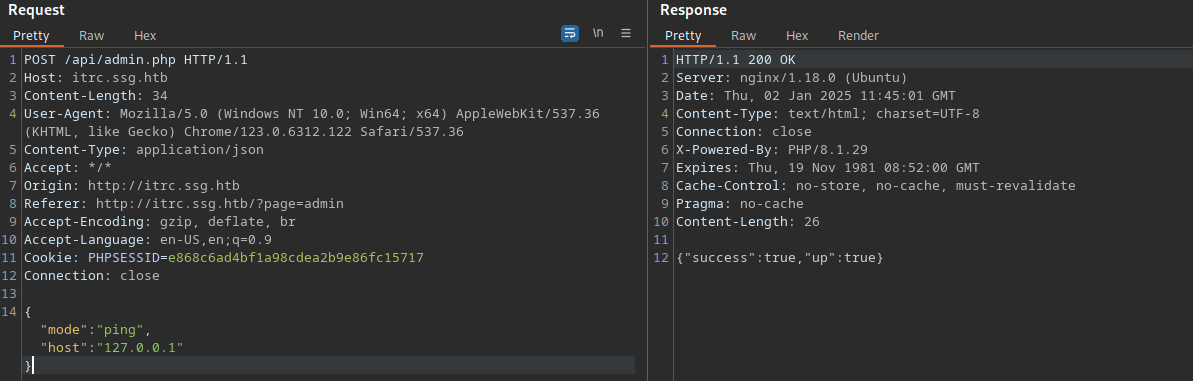 Request
Pretty Raw Hex
\n
1 POST /api/admin.php HTTP/1.1
2 Host: itrc.ssg.htb
3 Content-Length: 34
4 User-Agent: Mozilla/5.0 (Windows NT 10.0; Win64; x64) AppleWebKit/537.36
(KHTML, like Gecko) Chrome/123.0.6312.122 Safari/537.36
5 Content-Type: application/json
6 Accept: */*
7 Origin: http://itrc.ssg.htb
8 Referer: http://itrc.ssg.htb/?page=admin
9 Accept-Encoding: gzip, deflate, br
10 Accept-Language: en-US,en;q=0.9
11 Cookie: PHPSESSID=e868c6ad4bf1a98cdea2b9e86fc15717
12 Connection: close
13
14 {
"mode":"ping",
"host":"127.0.0.1"
}
Response
Pretty Raw Hex Render
1 HTTP/1.1 200 OK
2 Server: nginx/1.18.0 (Ubuntu)
3 Date: Thu, 02 Jan 2025 11:45:01 GMT
4 Content-Type: text/html; charset=UTF-8
5 Connection: close
6 X-Powered-By: PHP/8.1.29
7 Expires: Thu, 19 Nov 1981 08:52:00 GMT
8 Cache-Control: no-store, no-cache, must-revalidate
9 Pragma: no-cache
10 Content-Length: 26
11
12 {"success":true,"up":true}